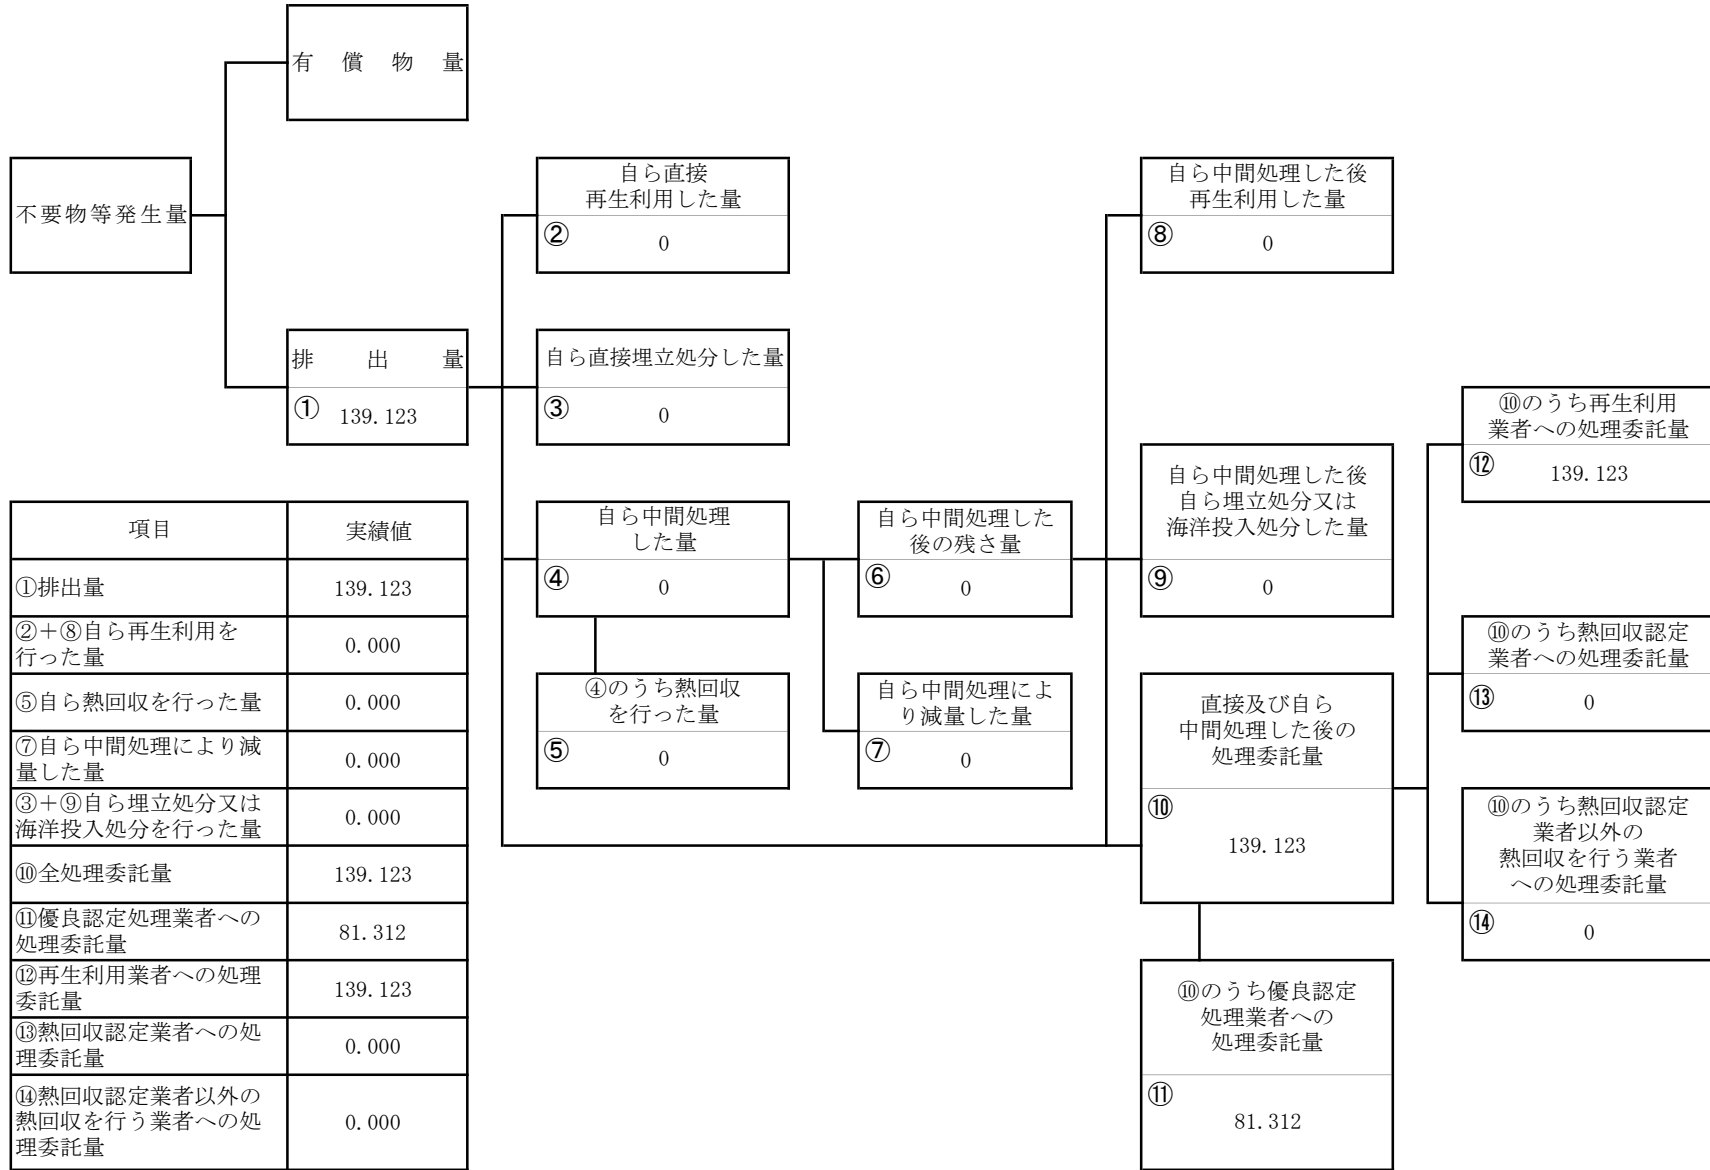 有償物量
不要物等発生量
排出量
① 139.123
自ら直接
再生利用した量
② 0
自ら直接埋立処分した量
③ 0
自ら中間処理
した量
④ 0
④のうち熱回収
を行った量
⑤ 0
自ら中間処理した
後の残さ量
⑥ 0
自ら中間処理によ
り減量した量
⑦ 0
自ら中間処理した後
再生利用した量
⑧ 0
自ら中間処理した後
自ら埋立処分又は
海洋投入処分した量
⑨ 0
直接及び自ら
中間処理した後の
処理委託量
⑩
139.123
⑩のうち優良認定
処理業者への
処理委託量
⑪
81.312
⑩のうち再生利用
業者への処理委託量
⑫ 139.123
⑩のうち熱回収認定
業者への処理委託量
⑬ 0
⑩のうち熱回収認定
業者以外の
熱回収を行う業者
への処理委託量
⑭ 0
項目 実績値
①排出量 139.123
②＋⑧自ら再生利用を
行った量 0.000
⑤自ら熱回収を行った量 0.000
⑦自ら中間処理により減
量した量 0.000
③＋⑨自ら埋立処分又は
海洋投入処分を行った量 0.000
⑩全処理委託量 139.123
⑪優良認定処理業者への
処理委託量 81.312
⑫再生利用業者への処理
委託量 139.123
⑬熱回収認定業者への処
理委託量 0.000
⑭熱回収認定業者以外の
熱回収を行う業者への処
理委託量 0.000